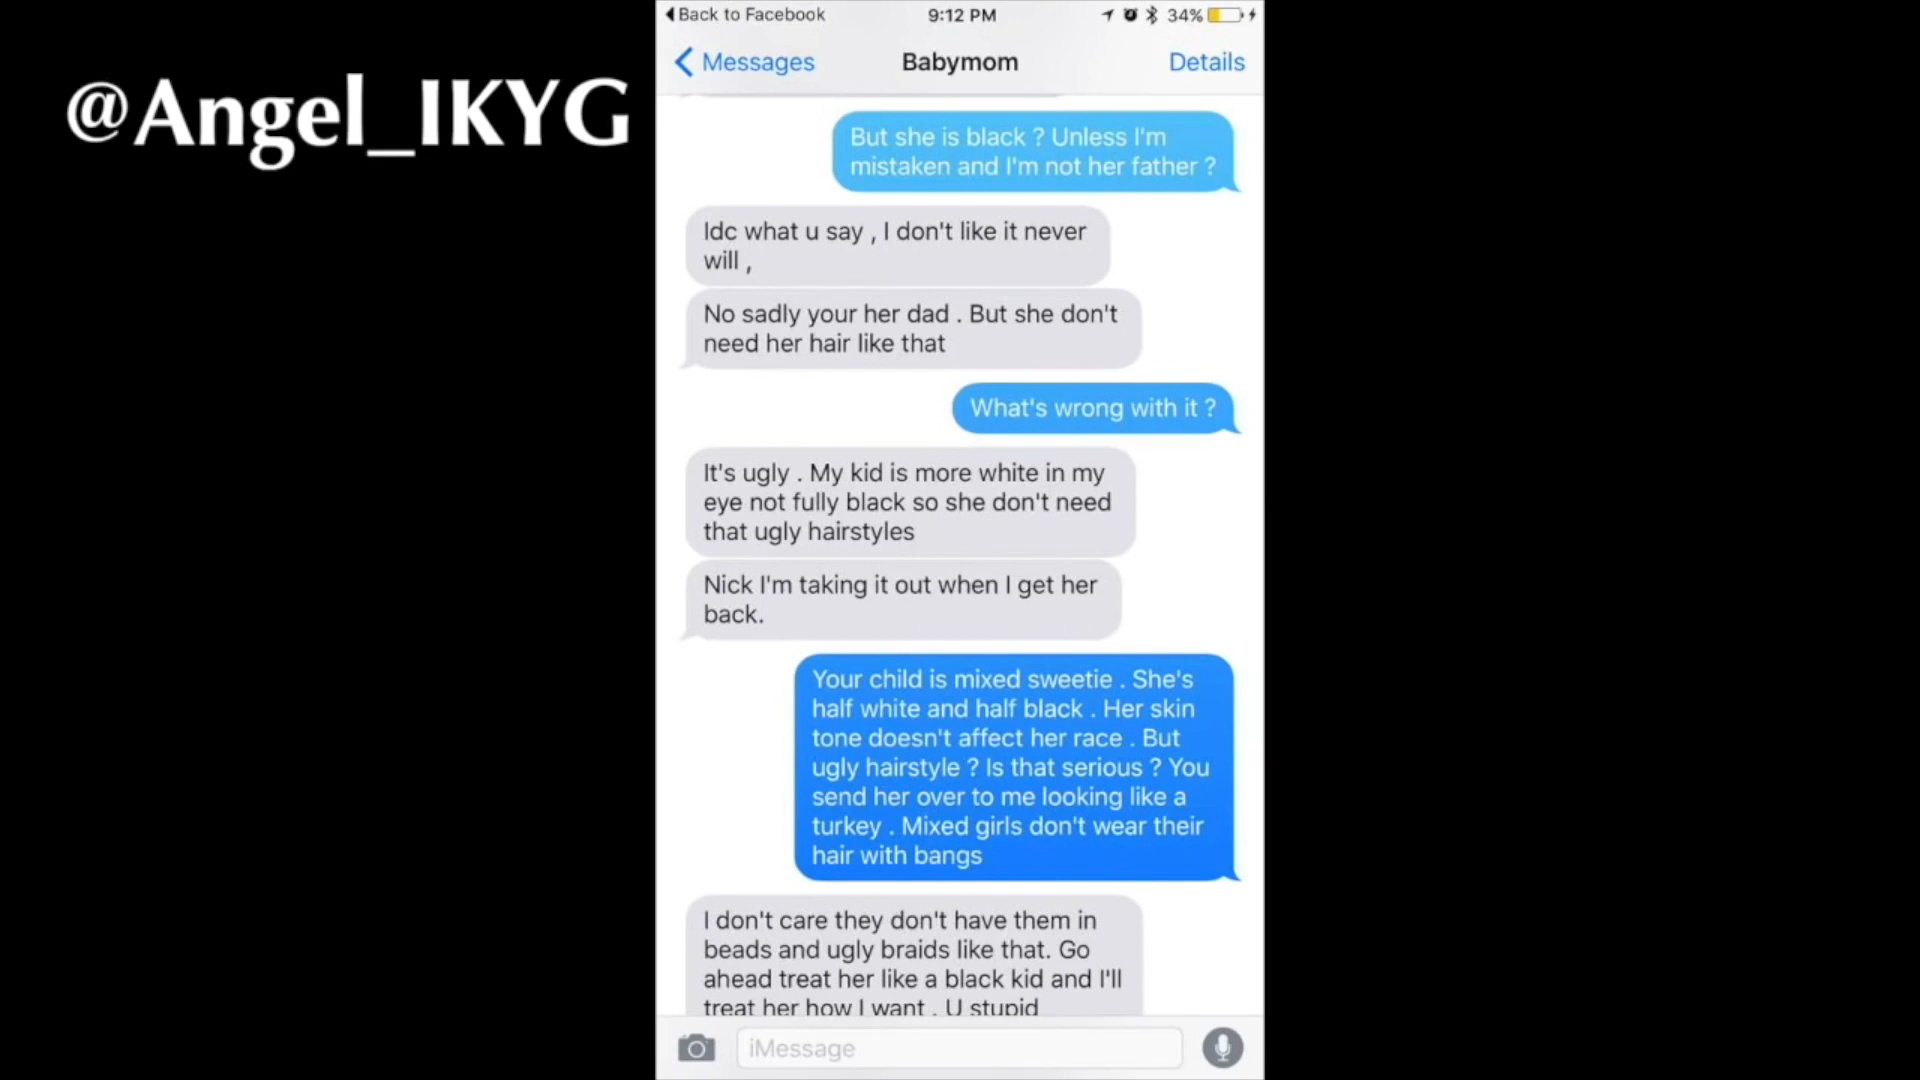 @Angel_IKYG
Back to Facebook
9:12 PM
34%
Messages
Babymom
Details
But she is black ? Unless I'm
mistaken and I'm not her father ?
Idc what u say , I don't like it never
will ,
No sadly your her dad . But she don't
need her hair like that
What's wrong with it ?
It's ugly . My kid is more white in my
eye not fully black so she don't need
that ugly hairstyles
Nick I'm taking it out when I get her
back.
Your child is mixed sweetie . She's
half white and half black . Her skin
tone doesn't affect her race . But
ugly hairstyle ? Is that serious ? You
send her over to me looking like a
turkey . Mixed girls don't wear their
hair with bangs
I don't care they don't have them in
beads and ugly braids like that. Go
ahead treat her like a black kid and I'll
treat her how I want . U stupid
iMessage